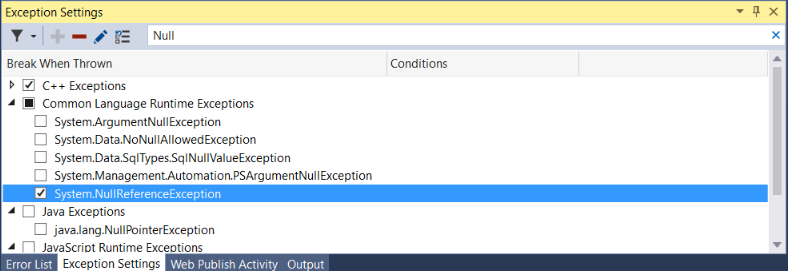 Exception Settings
Null
Break When Thrown Conditions
C++ Exceptions
Common Language Runtime Exceptions
System.ArgumentNullException
System.Data.NoNullAllowedException
System.Data.SqlTypes.SqlNullValueException
System.Management.Automation.PSArgumentNullException
System.NullReferenceException
Java Exceptions
java.lang.NullPointerException
JavaScript Runtime Exceptions
Error List Exception Settings Web Publish Activity Output